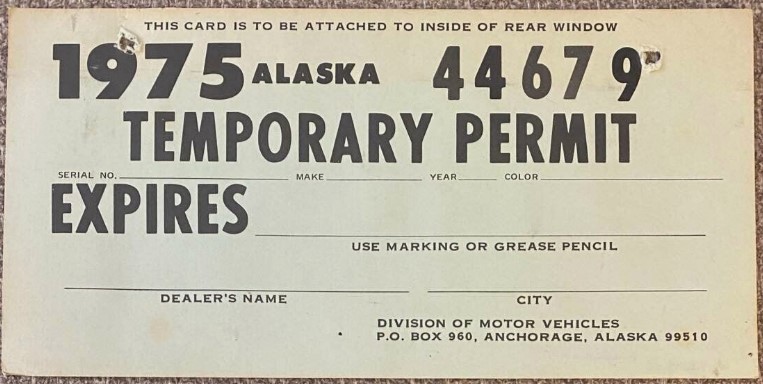 THIS CARD IS TO BE ATTACHED TO INSIDE OF REAR WINDOW
1975 ALASKA 44679
TEMPORARY PERMIT
SERIAL NO. MAKE YEAR COLOR
EXPIRES
USE MARKING OR GREASE PENCIL
DEALER'S NAME CITY
DIVISION OF MOTOR VEHICLES
P.O. BOX 960, ANCHORAGE, ALASKA 99510